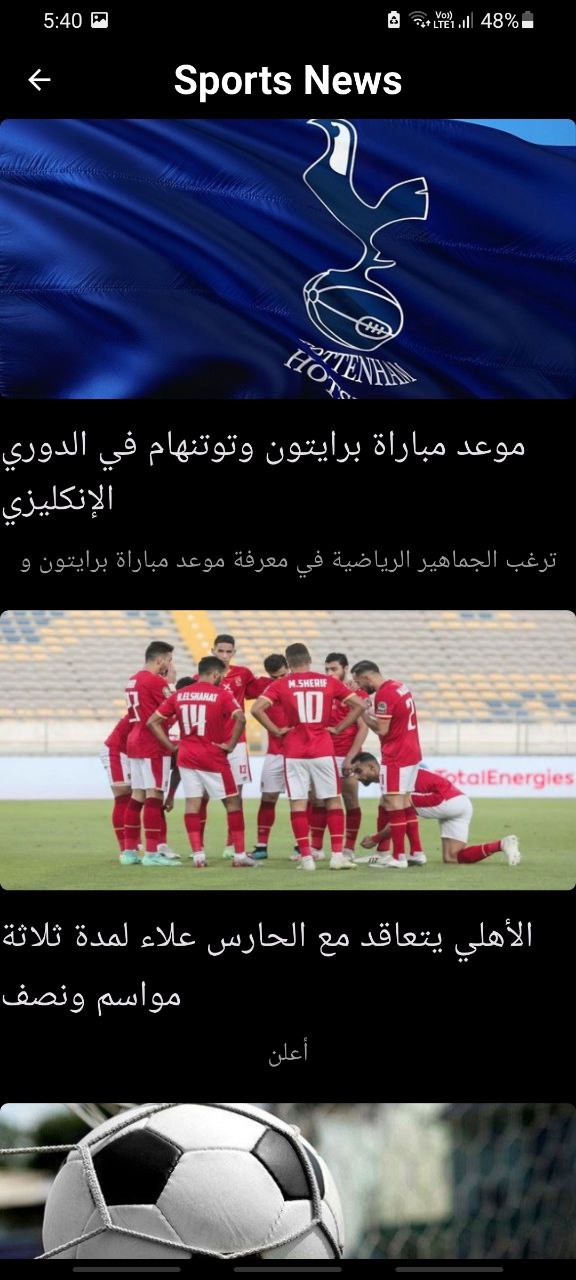 5:40 Vo)) LTE1 48%
Sports News
TOTTENHAM
موعد مباراة برايتون وتوتنهام في الدوري
الإنكليزي
ترغب الجماهير الرياضية في معرفة موعد مباراة برايتون و
H.ELSHAHAT
14
M.SHERIF
10
13
TotalEnergies
الأهلي يتعاقد مع الحارس علاء لمدة ثلاثة
مواسم ونصف
أعلن